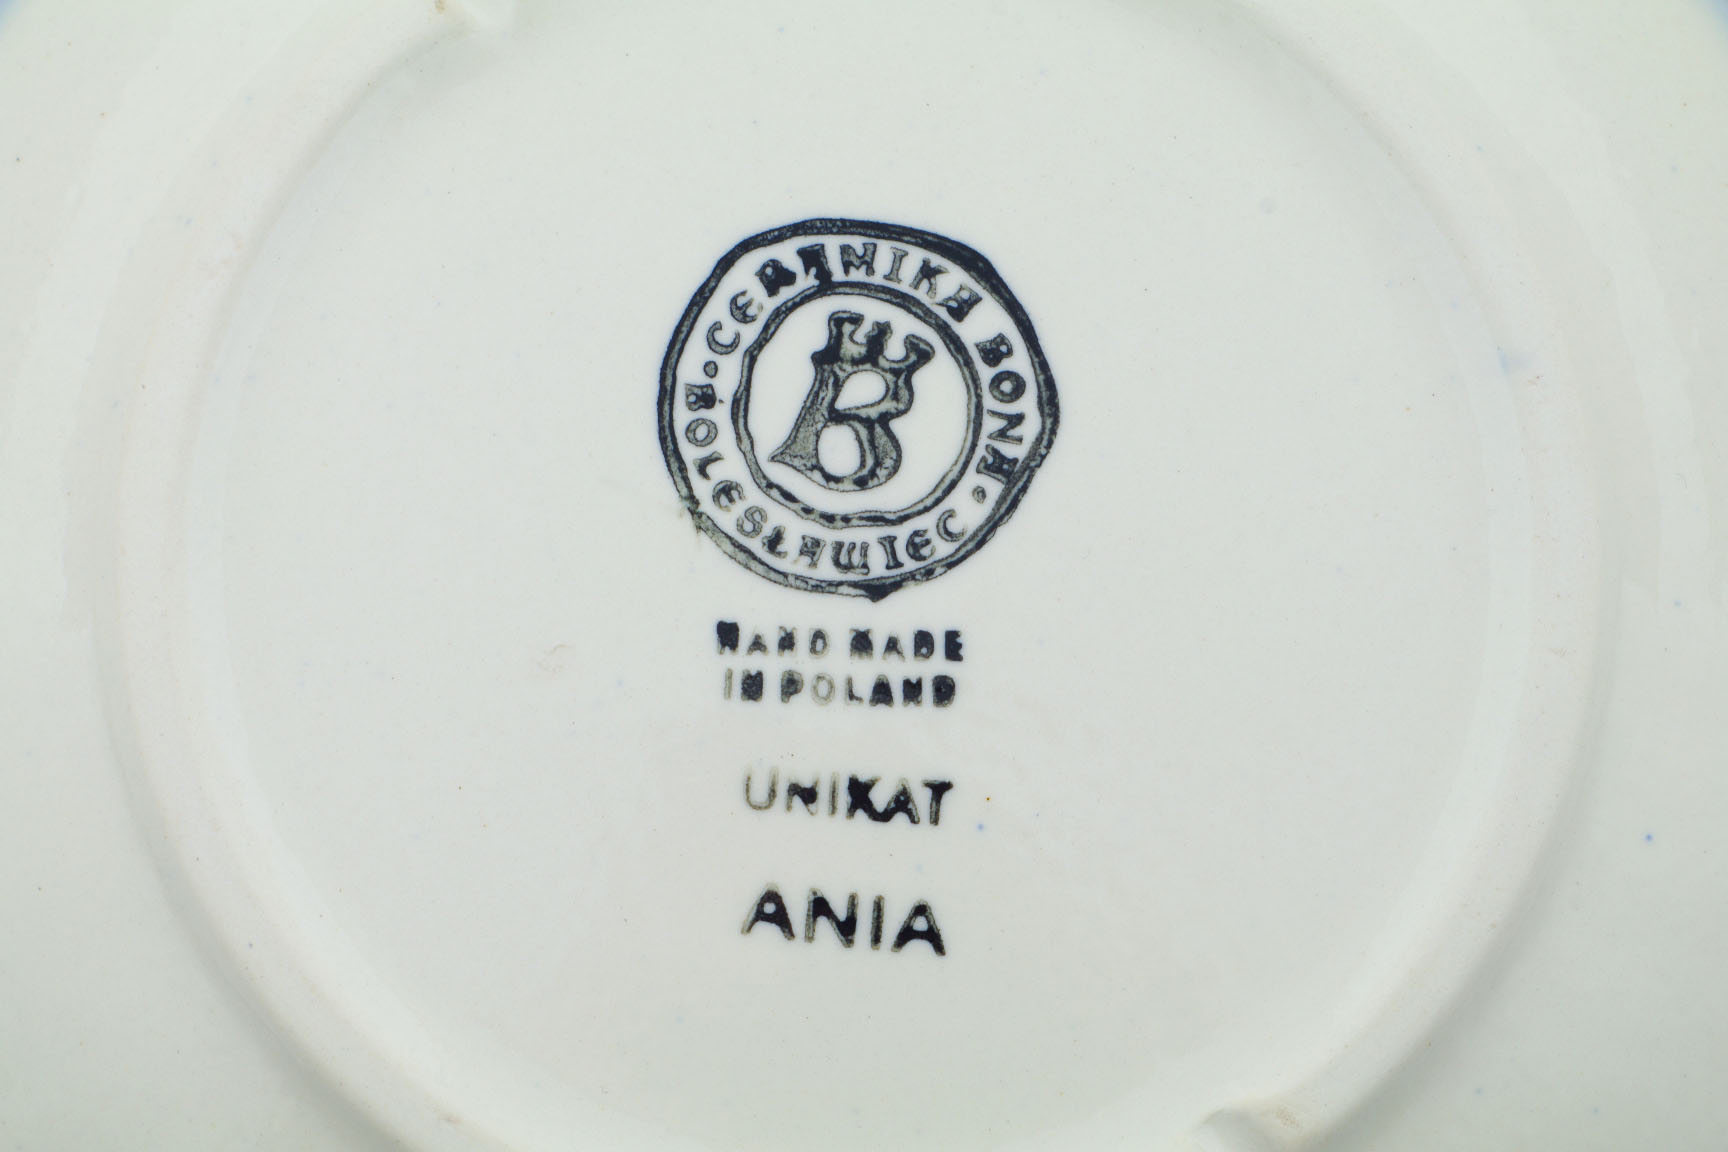 CERAMIKA BONA
BOLESŁAWIEC
B
HAND MADE
IN POLAND
UNIKAT
ANIA